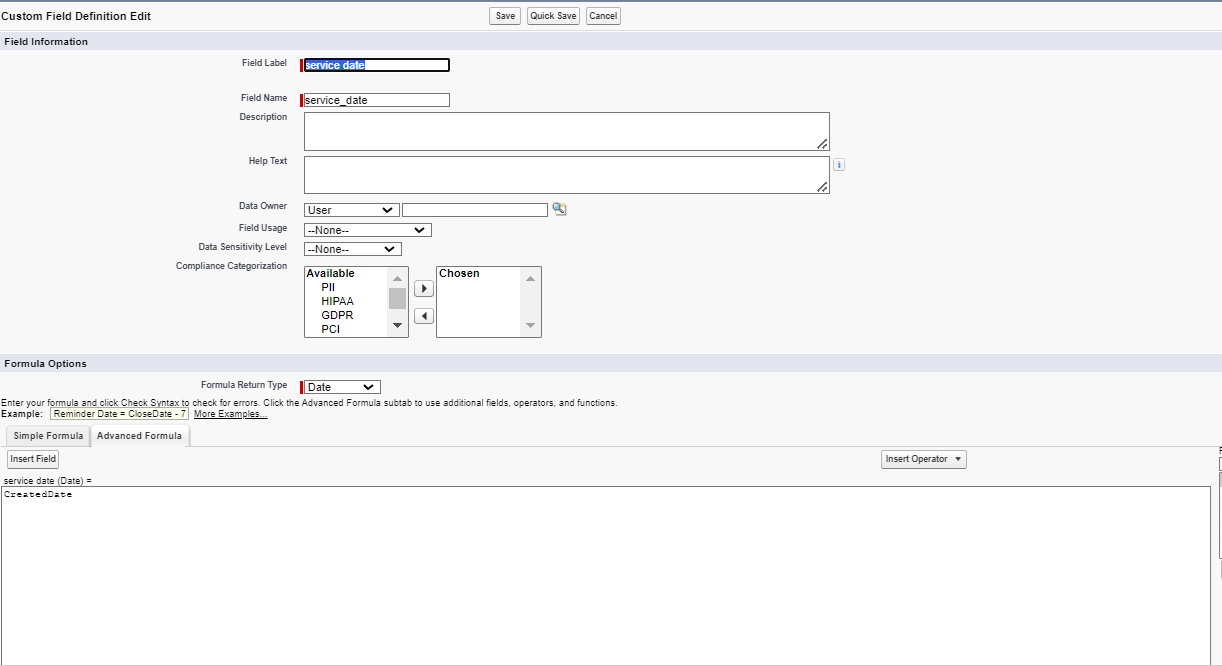 Custom Field Definition Edit
Save
Quick Save
Cancel
Field Information
Field Label
service date
Field Name
service_date
Description
Help Text
i
Data Owner
User
Field Usage
--None--
Data Sensitivity Level
--None--
Compliance Categorization
Available
PII
HIPAA
GDPR
PCI
Chosen
Formula Options
Formula Return Type
Date
Enter your formula and click Check Syntax to check for errors. Click the Advanced Formula subtab to use additional fields, operators, and functions.
Example: Reminder Date = CloseDate - 7 More Examples...
Simple Formula
Advanced Formula
Insert Field
Insert Operator
service date (Date) =
CreatedDate